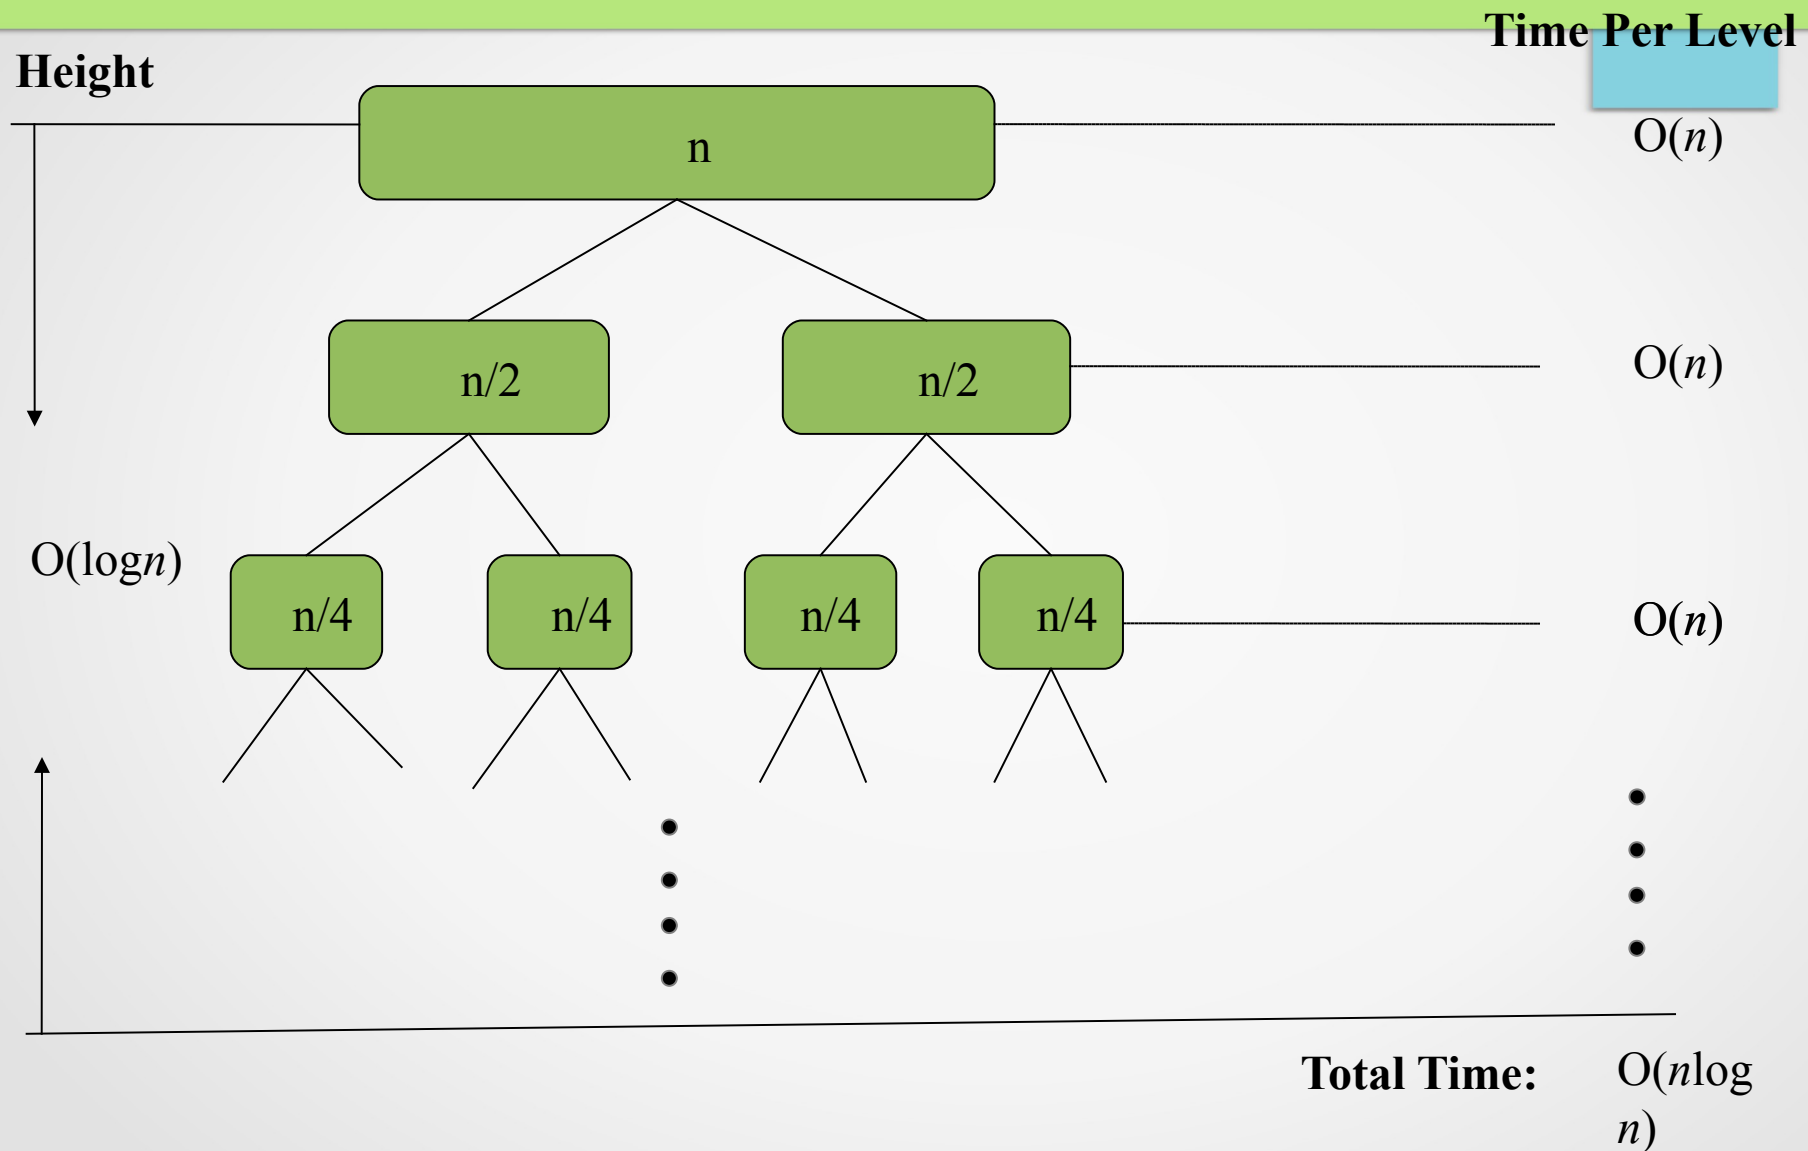 Time Per Level
Height
n
O(n)
n/2
n/2
O(n)
O(logn)
n/4
n/4
n/4
n/4
O(n)
Total Time:
O(nlog
n)